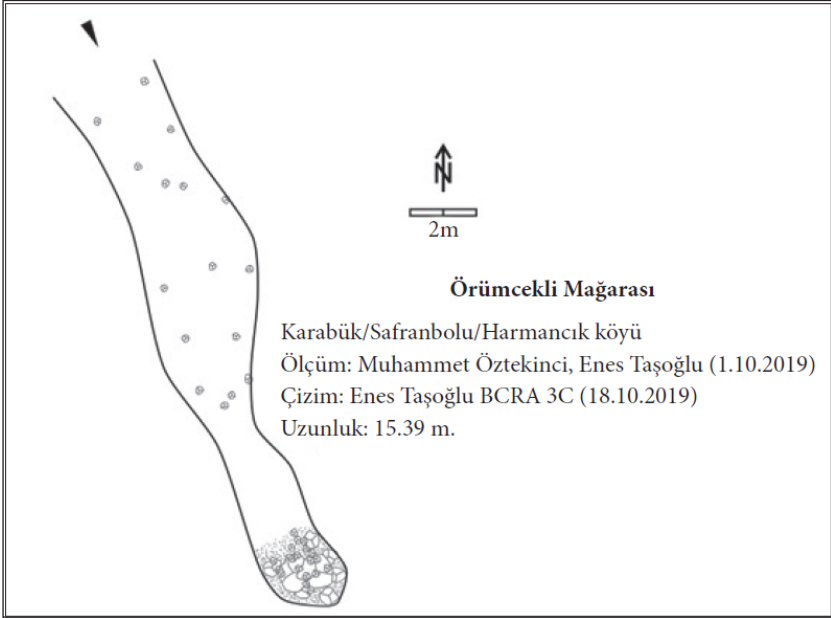 N
2m
Örümcekli Mağarası
Karabük/Safranbolu/Harmancık köyü
Ölçüm: Muhammet Öztekinci, Enes Taşoğlu (1.10.2019)
Çizim: Enes Taşoğlu BCRA 3C (18.10.2019)
Uzunluk: 15.39 m.